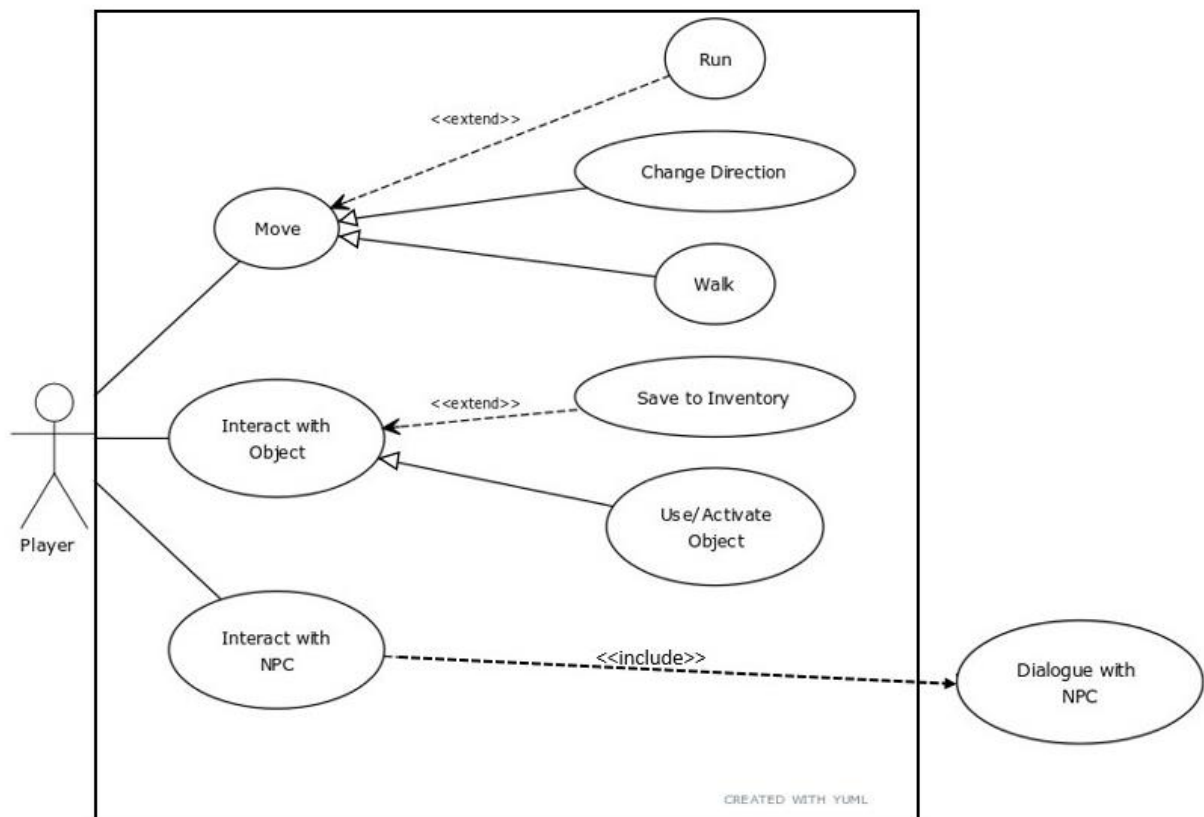 Run
<<extend>>
Change Direction
Move
Walk
Save to Inventory
<<extend>>
Interact with
Object
Use/Activate
Object
Player
Interact with
NPC
<<include>>
Dialogue with
NPC
CREATED WITH YUML